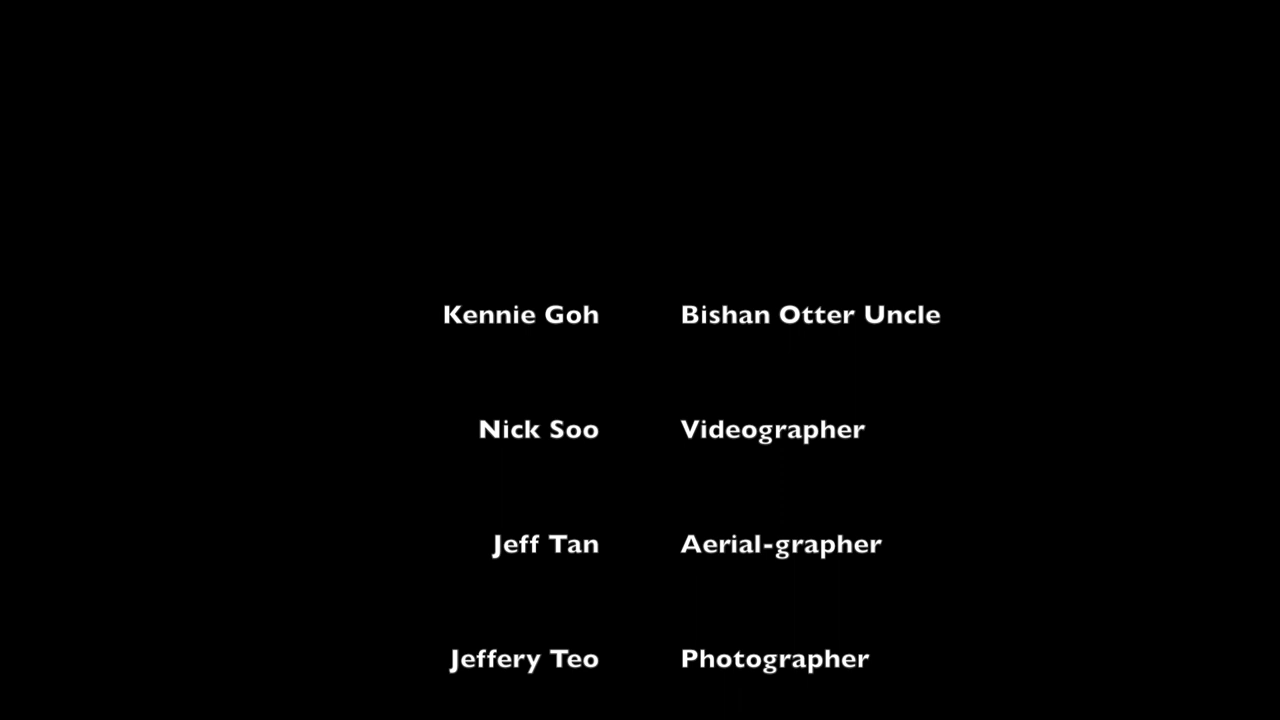 Kennie Goh Bishan Otter Uncle
Nick Soo Videographer
Jeff Tan Aerial-grapher
Jeffery Teo Photographer